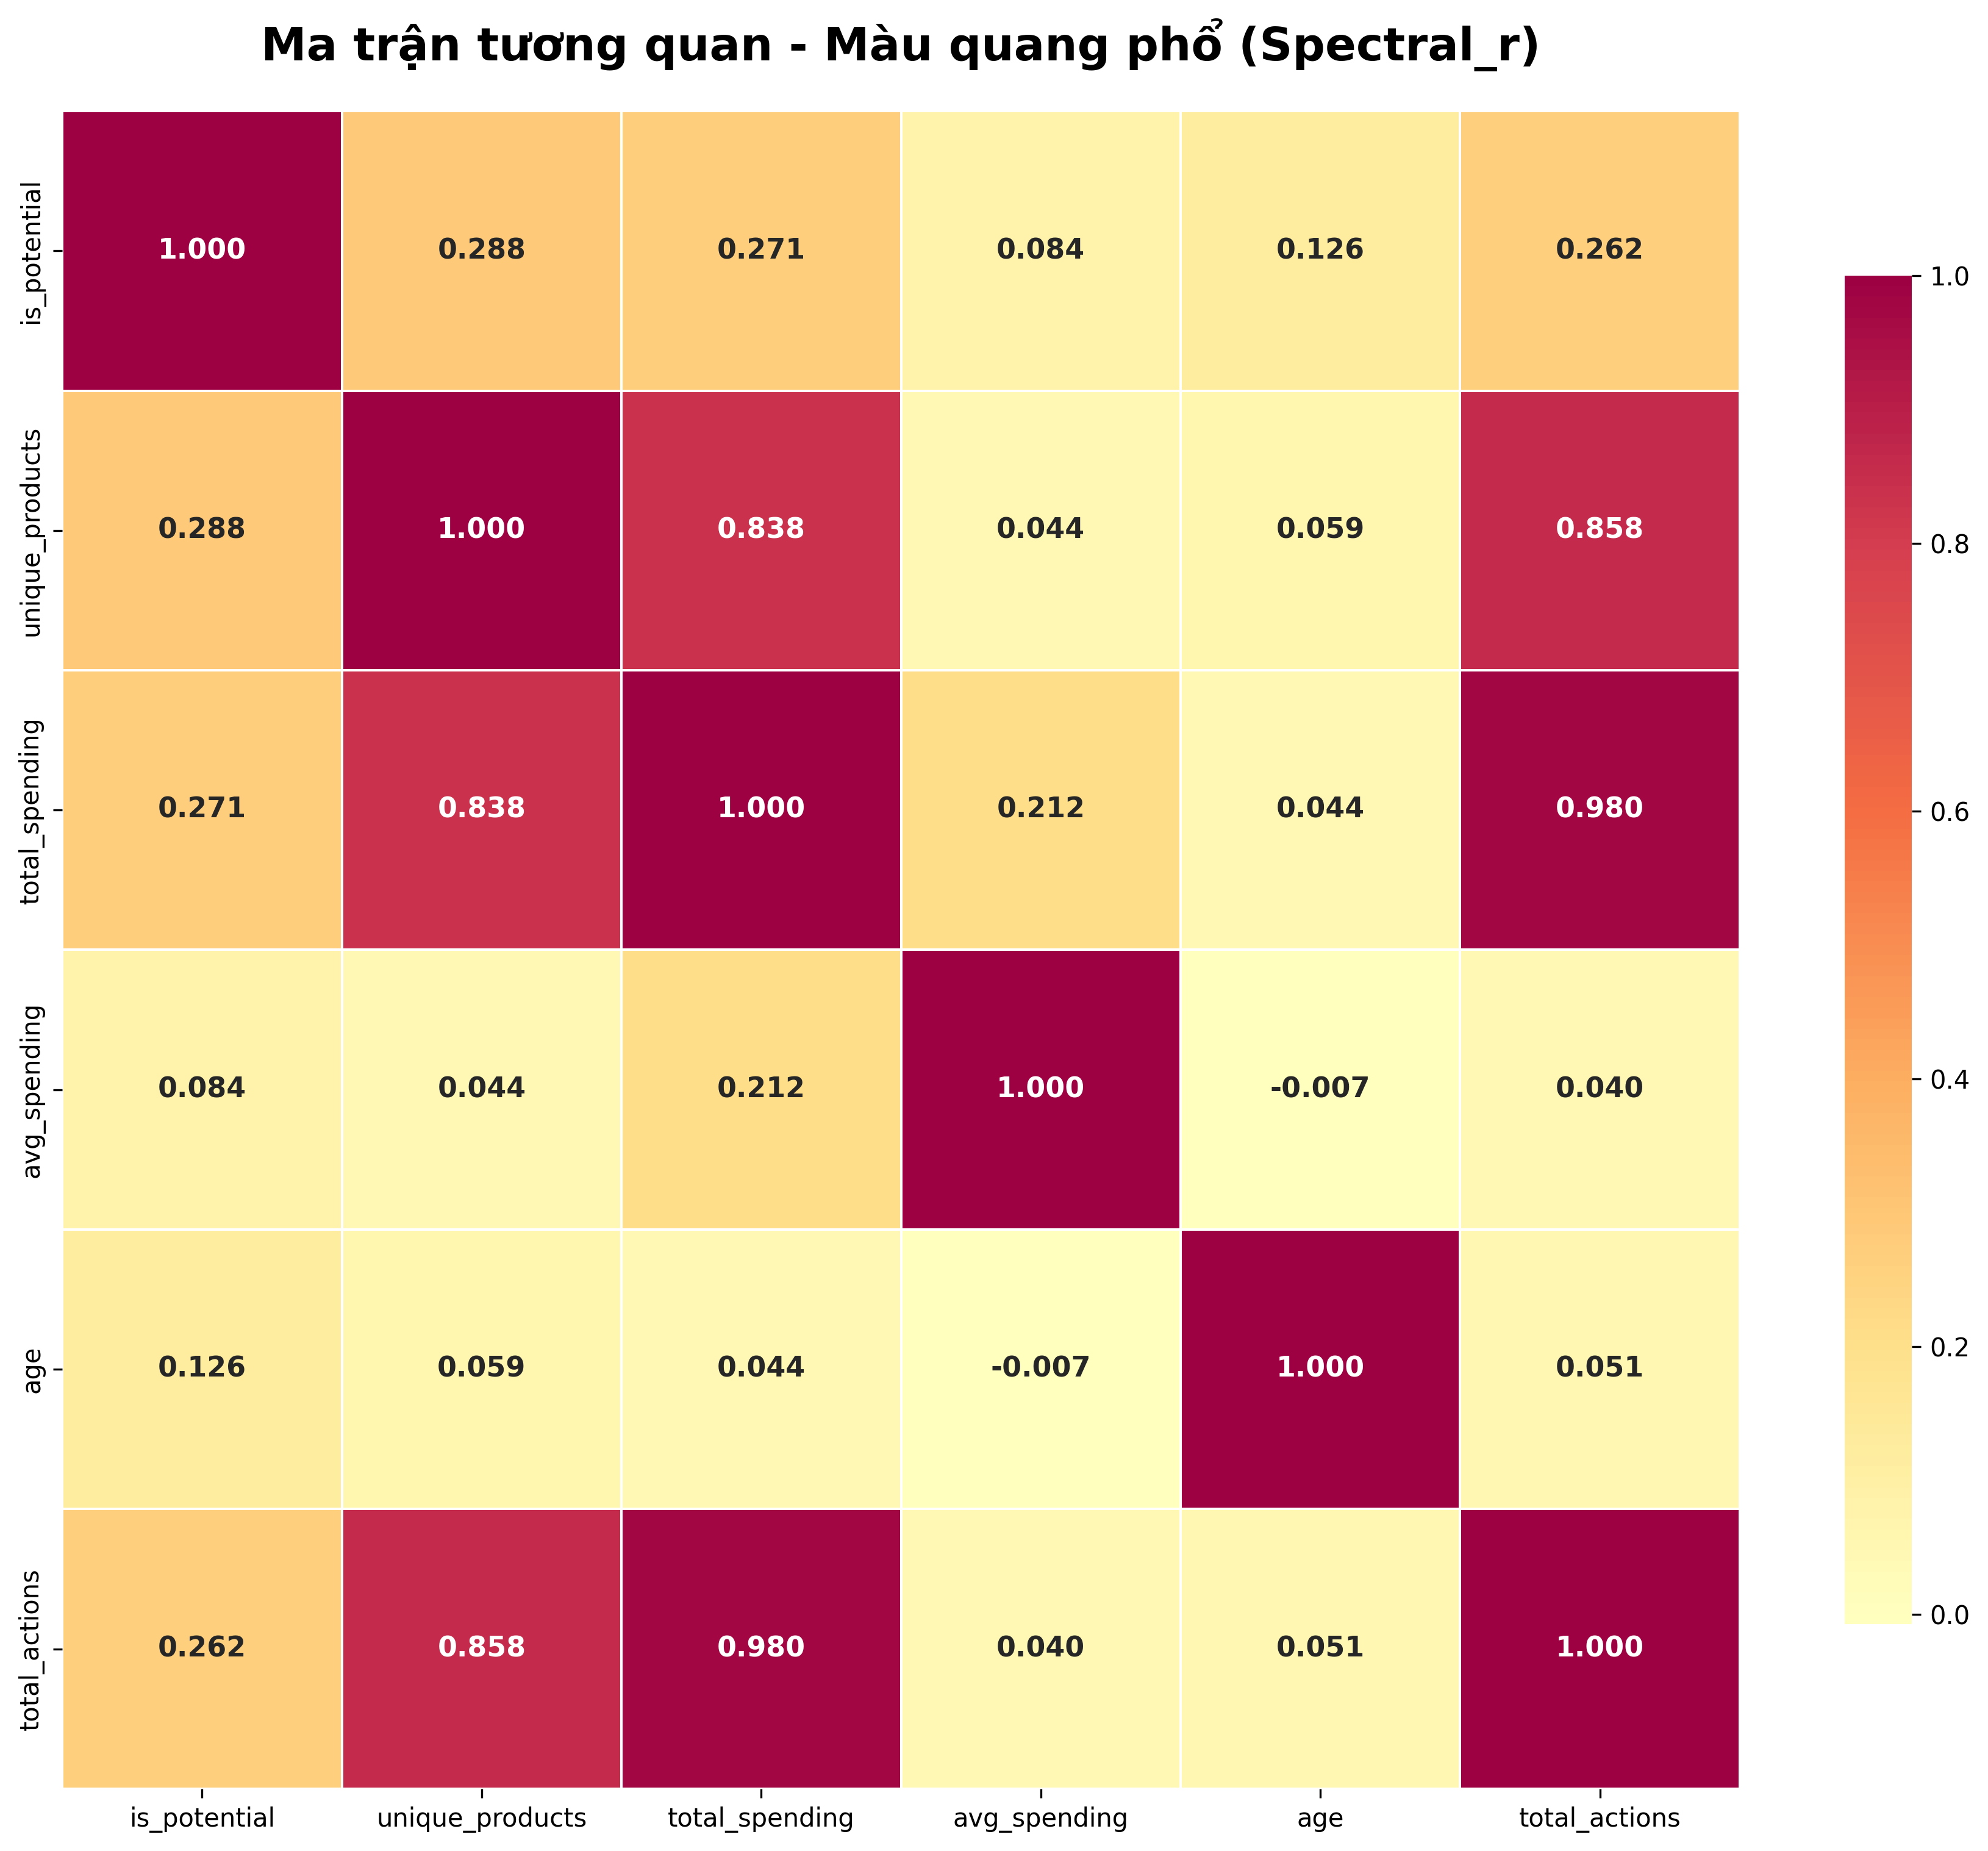 Ma trận tương quan - Màu quang phổ (Spectral_r)
is_potential
1.000 0.288 0.271 0.084 0.126 0.262
unique_products
0.288 1.000 0.838 0.044 0.059 0.858
total_spending
0.271 0.838 1.000 0.212 0.044 0.980
avg_spending
0.084 0.044 0.212 1.000 -0.007 0.040
age
0.126 0.059 0.044 -0.007 1.000 0.051
total_actions
0.262 0.858 0.980 0.040 0.051 1.000
is_potential unique_products total_spending avg_spending age total_actions
1.0
0.8
0.6
0.4
0.2
0.0